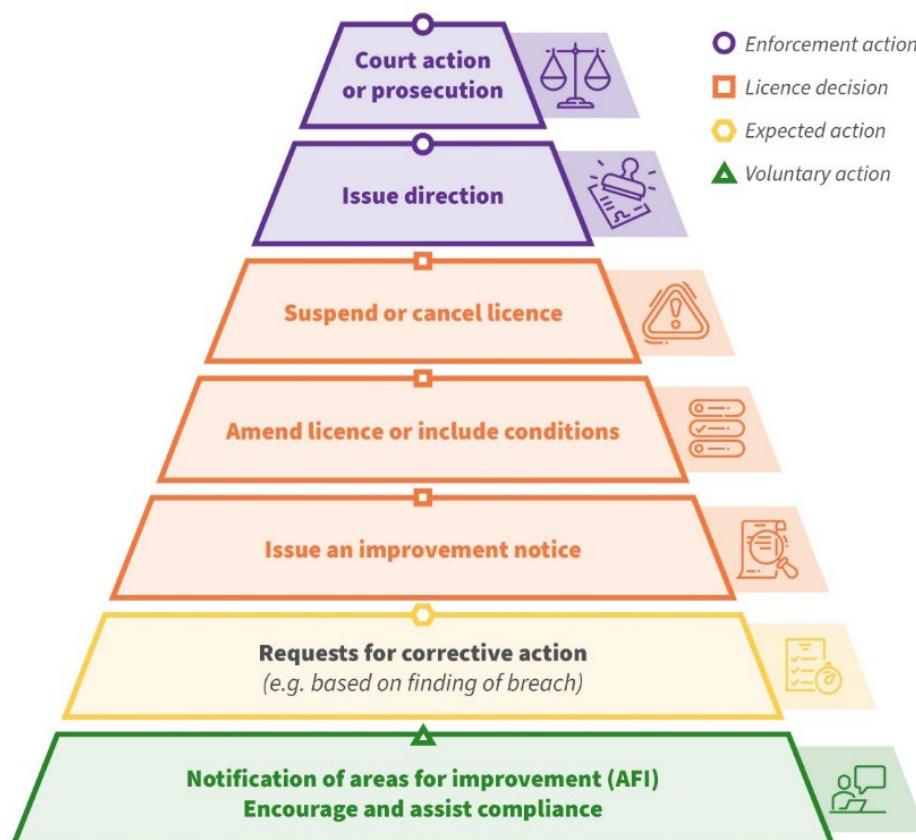 Court action
or prosecution
Enforcement action
Licence decision
Expected action
Voluntary action
Issue direction
Suspend or cancel licence
Amend licence or include conditions
Issue an improvement notice
Requests for corrective action
(e.g. based on finding of breach)
Notification of areas for improvement (AFI)
Encourage and assist compliance